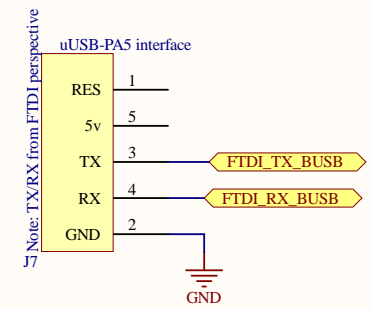 uUSB-PA5 interface
Note: TX/RX from FTDI perspective
RES 1
5v 5
TX 3 FTDI_TX_BUSB
RX 4 FTDI_RX_BUSB
GND 2
J7
GND